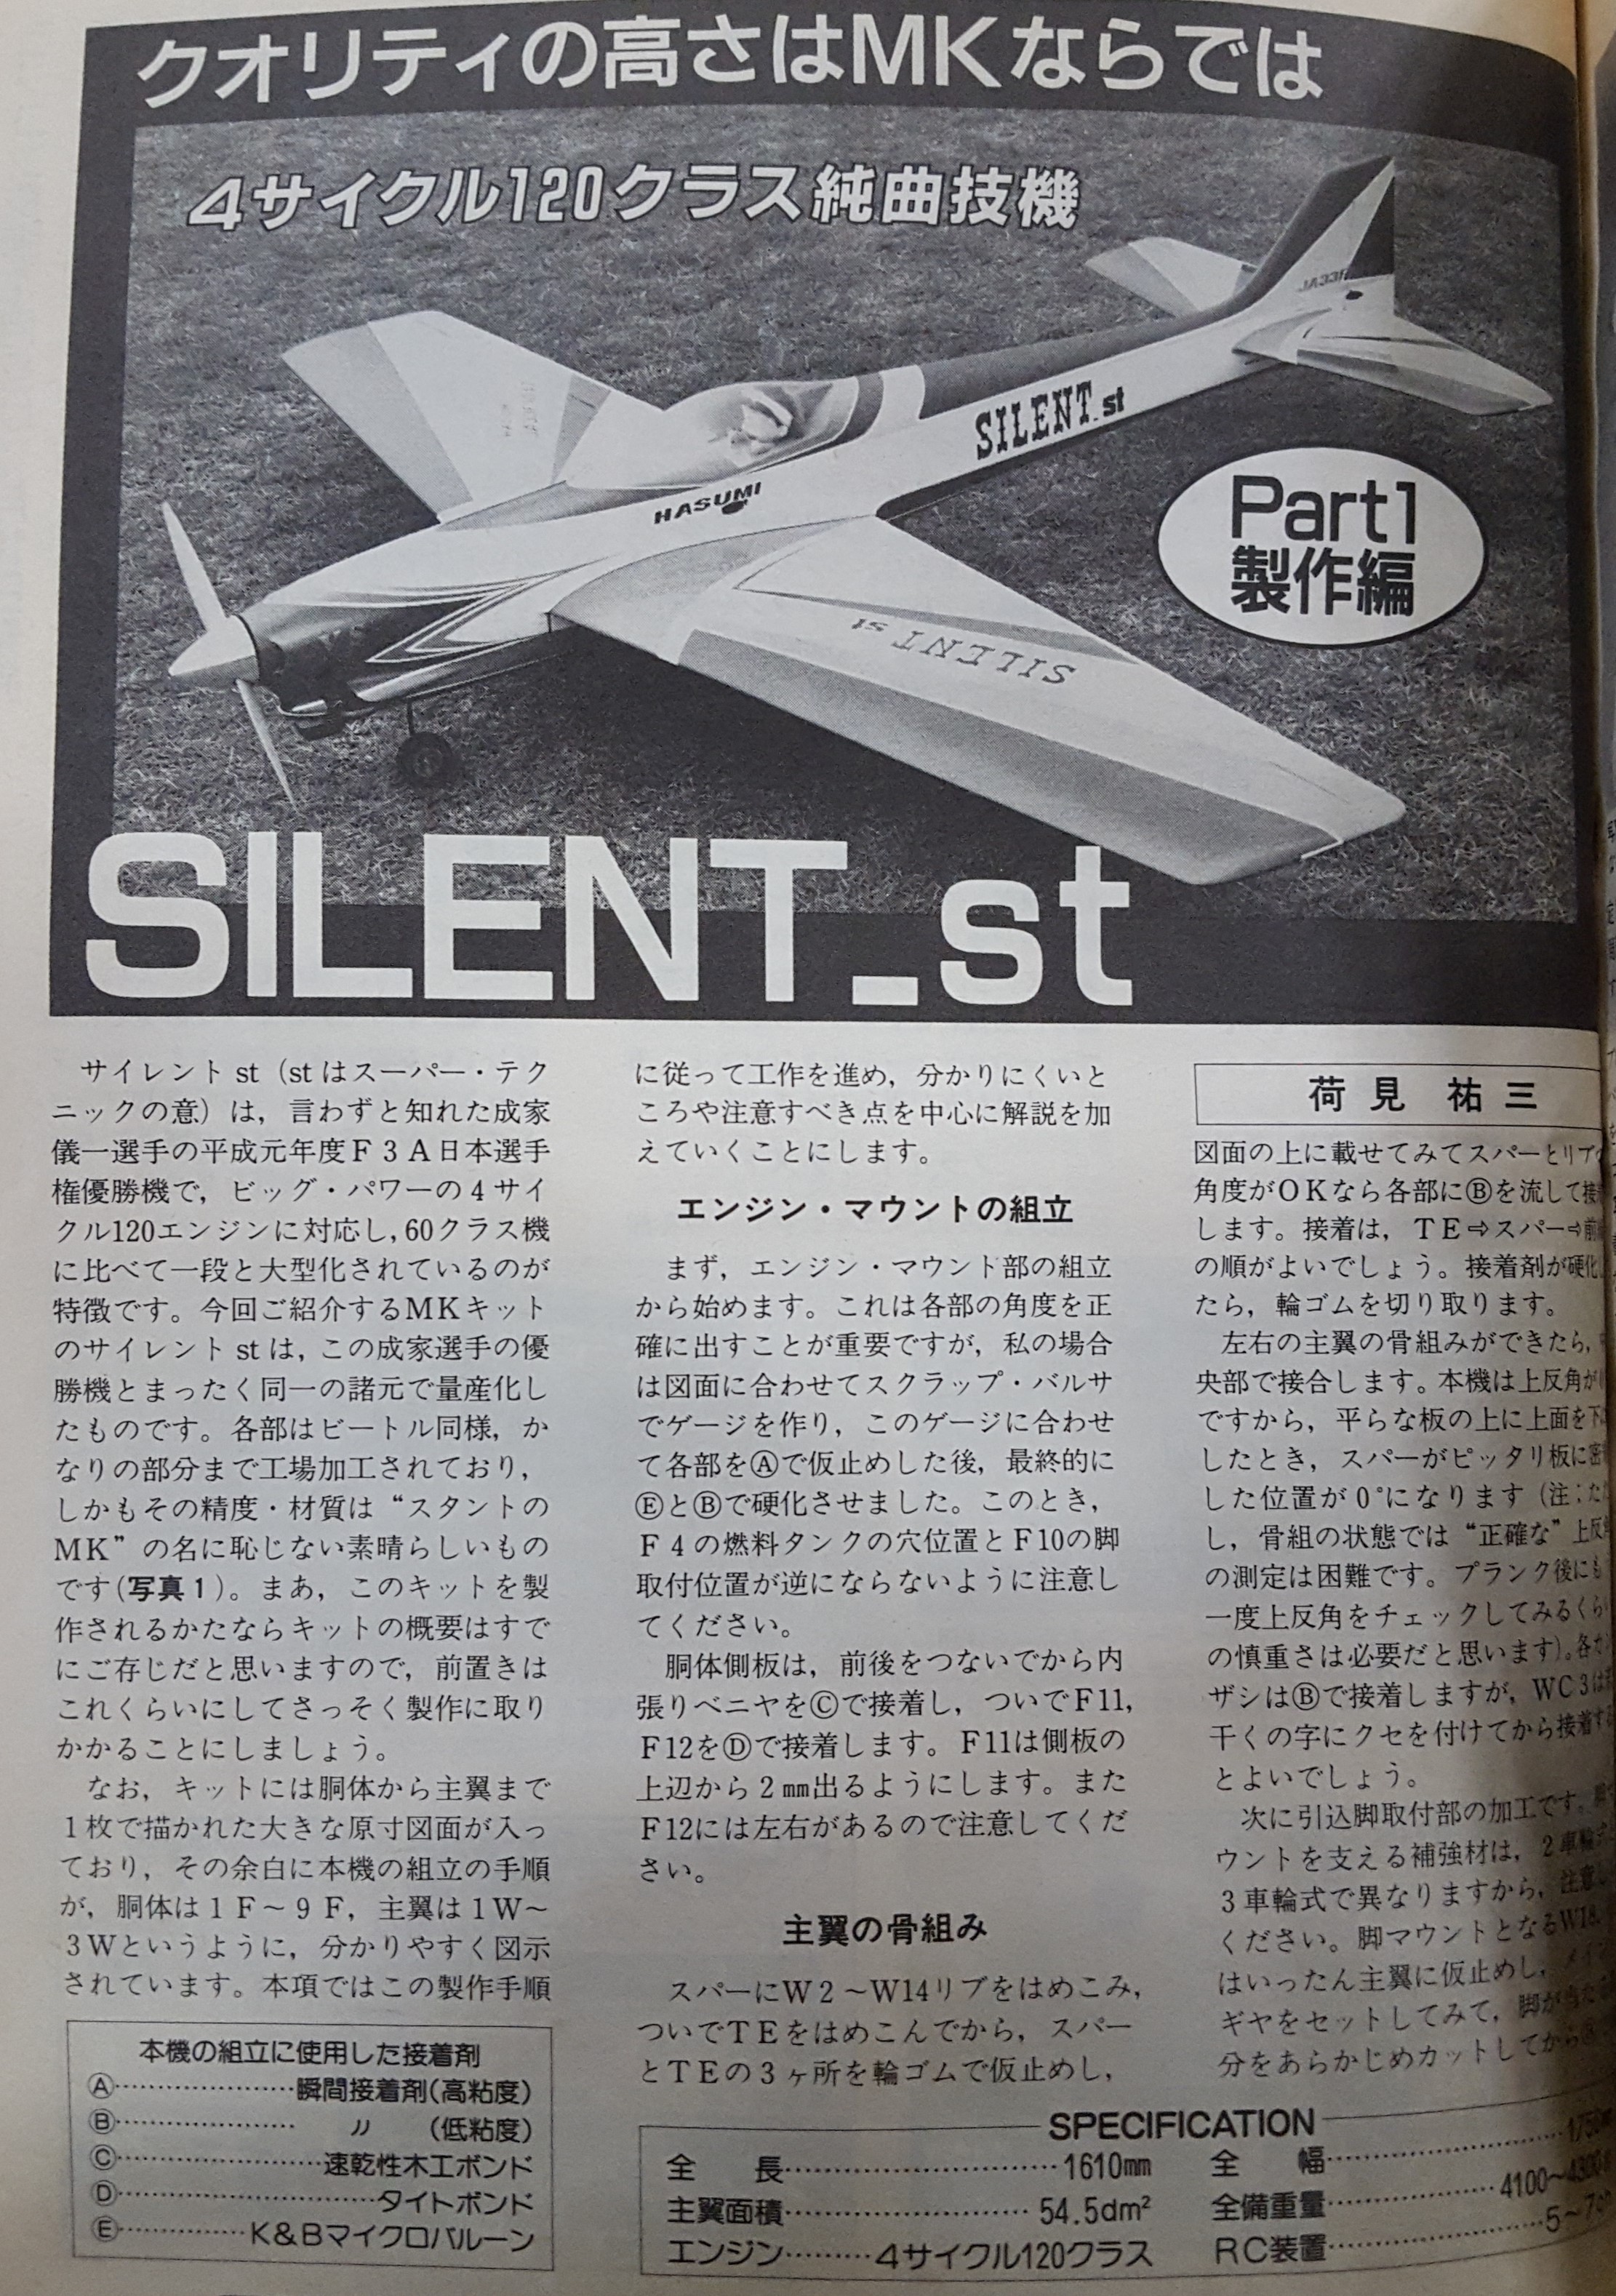 クオリティの高さはMKならでは
4サイクル120クラス純曲技機
SILENT_st
HASUMI
SILENT st
Part1
製作編
SILENT_st
サイレント st（st はスーパー・テク
ニックの意）は，言わずと知れた成家
儀一選手の平成元年度F3A日本選手
権優勝機で，ビッグ・パワーの4サイ
クル120エンジンに対応し，60クラス機
に比べて一段と大型化されているのが
特徴です。今回ご紹介するMKキット
のサイレント st は，この成家選手の優
勝機とまったく同一の諸元で量産化し
たものです。各部はビートル同様，か
なりの部分まで工場加工されており，
しかもその精度・材質は“スタントの
MK”の名に恥じない素晴らしいもの
です(写真1)。まあ，このキットを製
作されるかたならキットの概要はすで
にご存じだと思いますので，前置きは
これくらいにしてさっそく製作に取り
かかることにしましょう。
なお，キットには胴体から主翼まで
1枚で描かれた大きな原寸図面が入っ
ており，その余白に本機の組立の手順
が，胴体は1F～9F，主翼は1W～
3Wというように，分かりやすく図示
されています。本項ではこの製作手順
本機の組立に使用した接着剤
Ⓐ…………………瞬間接着剤(高粘度)
Ⓑ………………… 〃 (低粘度)
Ⓒ…………………速乾性木工ボンド
Ⓓ…………………タイトボンド
Ⓔ……………K&Bマイクロバルーン
に従って工作を進め，分かりにくいと
ころや注意すべき点を中心に解説を加
えていくことにします。
エンジン・マウントの組立
まず，エンジン・マウント部の組立
から始めます。これは各部の角度を正
確に出すことが重要ですが，私の場合
は図面に合わせてスクラップ・バルサ
でゲージを作り，このゲージに合わせ
て各部をⒶで仮止めした後，最終的に
ⒺとⒷで硬化させました。このとき，
F4の燃料タンクの穴位置とF10の脚
取付位置が逆にならないように注意し
てください。
胴体側板は，前後をつないでから内
張りベニヤをⒸで接着し，ついでF11，
F12をⒹで接着します。F11は側板の
上辺から2㎜出るようにします。また
F12には左右があるので注意してくだ
さい。
主翼の骨組み
スパーにW2～W14リブをはめこみ，
ついでTEをはめこんでから，スパー
とTEの3ヶ所を輪ゴムで仮止めし，
荷見 祐三
図面の上に載せてみてスパーとリブ
角度がOKなら各部にⒷを流して接
します。接着は，TE⇨スパー⇨前
の順がよいでしょう。接着剤が硬化
たら，輪ゴムを切り取ります。
左右の主翼の骨組みができたら，
央部で接合します。本機は上反角が
ですから，平らな板の上に上面を下
したとき，スパーがピッタリ板に密
した位置が0°になります（注：た
し，骨組の状態では“正確な”上反
の測定は困難です。プランク後にも
一度上反角をチェックしてみるくら
の慎重さは必要だと思います）。各
ザシはⒷで接着しますが，WC3は
干くの字にクセを付けてから接着す
とよいでしょう。
次に引込脚取付部の加工です。
ウントを支える補強材は，2車輪式
3車輪式で異なりますから，注意
ください。脚マウントとなるW18
はいったん主翼に仮止めし，メイ
ギヤをセットしてみて，脚が当た
分をあらかじめカットしてから
SPECIFICATION
全長…………………1610㎜
主翼面積…………………54.5dm²
エンジン………4サイクル120クラス
全幅…………………
全備重量…………………4100～4300
RC装置…………………5～7